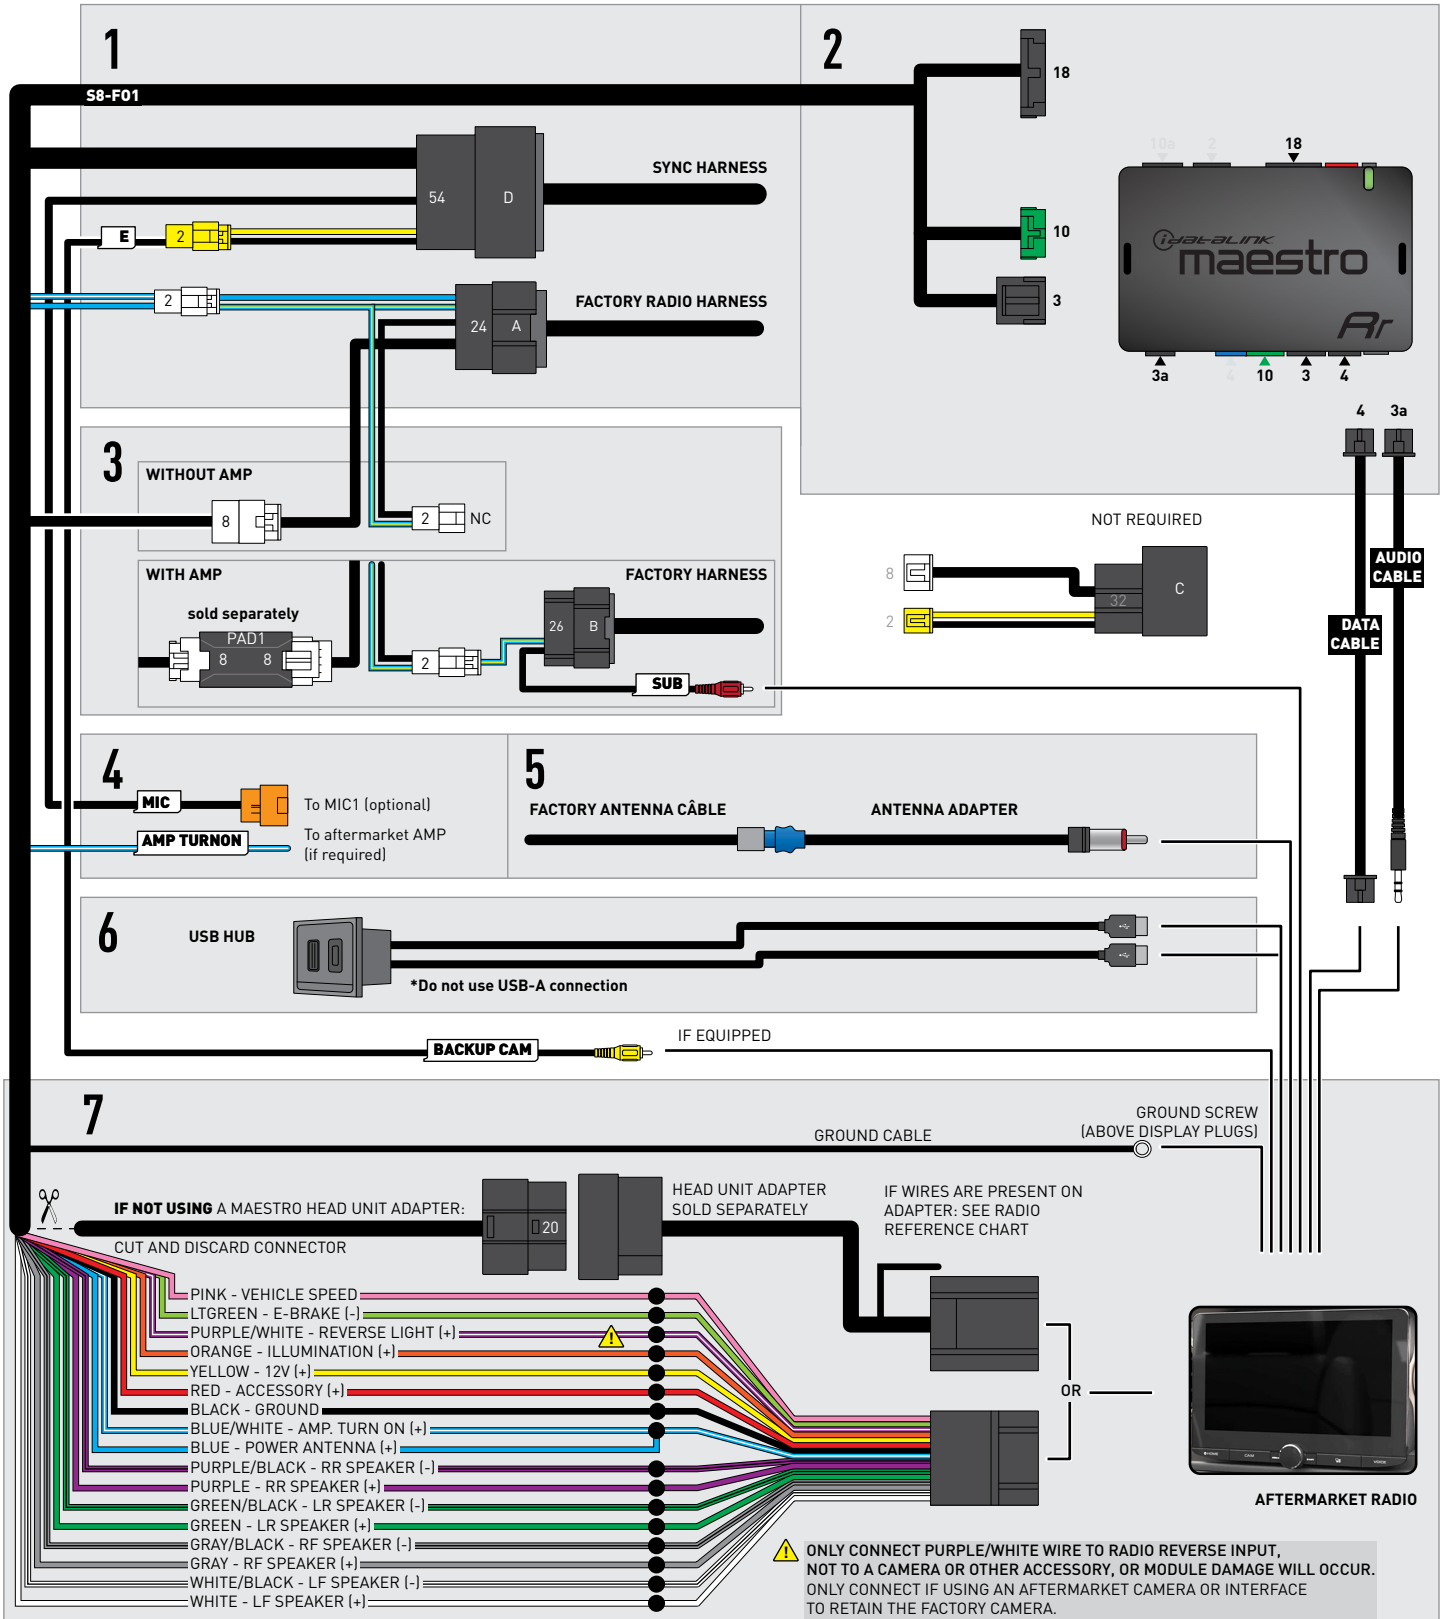 1
S8-F01
54
D
SYNC HARNESS
E
2
2
24
A
FACTORY RADIO HARNESS
2
18
10
3
10a
2
18
iDATALINK
maestro
Rr
3a
4
10
3
4
4
3a
AUDIO
CABLE
DATA
CABLE
3
WITHOUT AMP
8
2
NC
WITH AMP
sold separately
PAD1
8
8
2
26
B
FACTORY HARNESS
SUB
NOT REQUIRED
8
2
32
C
4
MIC
To MIC1 (optional)
AMP TURNON
To aftermarket AMP
(if required)
5
FACTORY ANTENNA CÂBLE
ANTENNA ADAPTER
6
USB HUB
*Do not use USB-A connection
BACKUP CAM
IF EQUIPPED
7
GROUND CABLE
GROUND SCREW
(ABOVE DISPLAY PLUGS)
IF NOT USING A MAESTRO HEAD UNIT ADAPTER:
CUT AND DISCARD CONNECTOR
20
HEAD UNIT ADAPTER
SOLD SEPARATELY
IF WIRES ARE PRESENT ON
ADAPTER: SEE RADIO
REFERENCE CHART
PINK - VEHICLE SPEED
LTGREEN - E-BRAKE (-)
PURPLE/WHITE - REVERSE LIGHT (+)
ORANGE - ILLUMINATION (+)
YELLOW - 12V (+)
RED - ACCESSORY (+)
BLACK - GROUND
BLUE/WHITE - AMP. TURN ON (+)
BLUE - POWER ANTENNA (+)
PURPLE/BLACK - RR SPEAKER (-)
PURPLE - RR SPEAKER (+)
GREEN/BLACK - LR SPEAKER (-)
GREEN - LR SPEAKER (+)
GRAY/BLACK - RF SPEAKER (-)
GRAY - RF SPEAKER (+)
WHITE/BLACK - LF SPEAKER (-)
WHITE - LF SPEAKER (+)
OR
HOME
CAM
VOICE
AFTERMARKET RADIO
ONLY CONNECT PURPLE/WHITE WIRE TO RADIO REVERSE INPUT,
NOT TO A CAMERA OR OTHER ACCESSORY, OR MODULE DAMAGE WILL OCCUR.
ONLY CONNECT IF USING AN AFTERMARKET CAMERA OR INTERFACE
TO RETAIN THE FACTORY CAMERA.